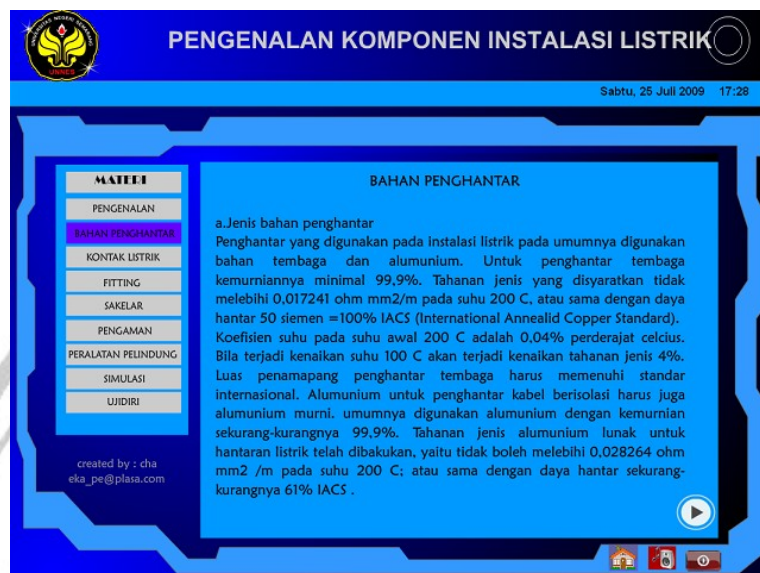 UNIVERSITAS NEGERI SEMARANG
UNNES
PENGENALAN KOMPONEN INSTALASI LISTRIK
Sabtu, 25 Juli 2009 17:28
MATERI
PENGENALAN
BAHAN PENGHANTAR
KONTAK LISTRIK
FITTING
SAKELAR
PENGAMAN
PERALATAN PELINDUNG
SIMULASI
UJIDIRI
created by : cha
eka_pe@plasa.com
BAHAN PENGHANTAR
a.Jenis bahan penghantar
Penghantar yang digunakan pada instalasi listrik pada umumnya digunakan
bahan tembaga dan alumunium. Untuk penghantar tembaga
kemurniannya minimal 99,9%. Tahanan jenis yang disyaratkan tidak
melebihi 0,017241 ohm mm2/m pada suhu 200 C, atau sama dengan daya
hantar 50 siemen =100% IACS (International Annealid Copper Standard).
Koefisien suhu pada suhu awal 200 C adalah 0,04% perderajat celcius.
Bila terjadi kenaikan suhu 100 C akan terjadi kenaikan tahanan jenis 4%.
Luas penamapang penghantar tembaga harus memenuhi standar
internasional. Alumunium untuk penghantar kabel berisolasi harus juga
alumunium murni. umumnya digunakan alumunium dengan kemurnian
sekurang-kurangnya 99,9%. Tahanan jenis alumunium lunak untuk
hantaran listrik telah dibakukan, yaitu tidak boleh melebihi 0,028264 ohm
mm2 /m pada suhu 200 C; atau sama dengan daya hantar sekurang-
kurangnya 61% IACS .